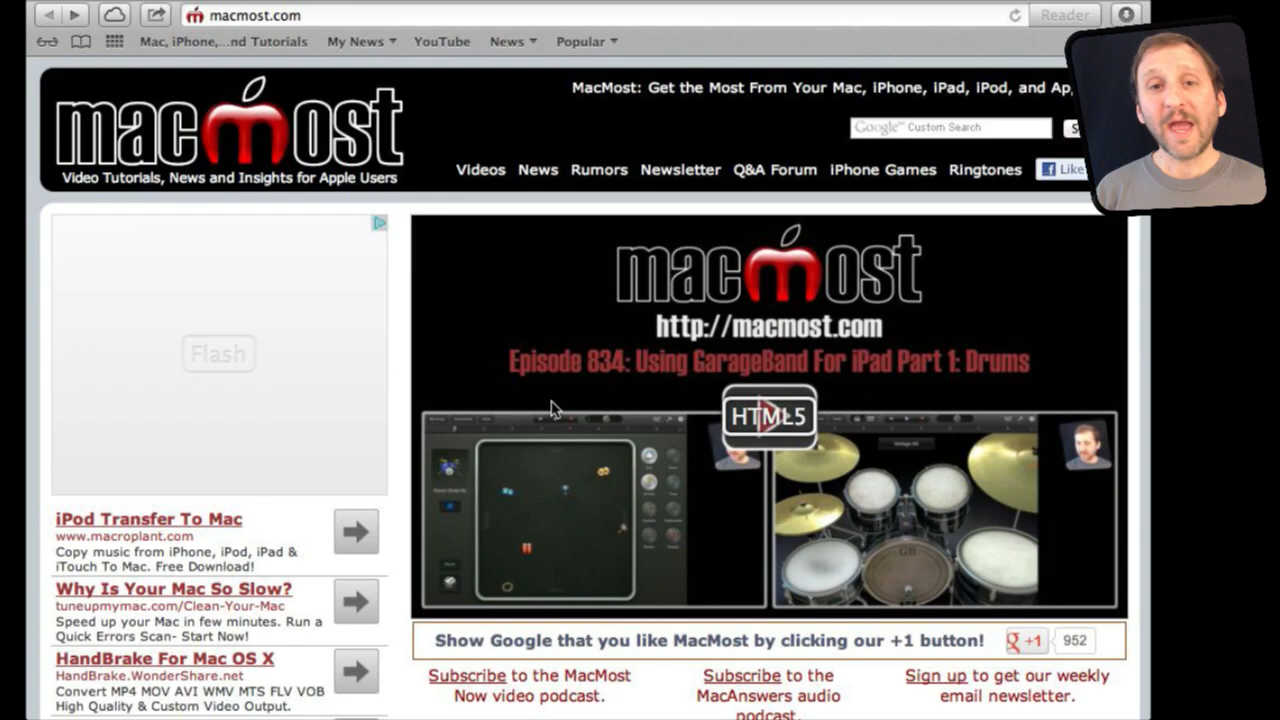 macmost.com
Reader
Mac, iPhone,...nd Tutorials
My News
YouTube
News
Popular
macmost
Video Tutorials, News and Insights for Apple Users
MacMost: Get the Most From Your Mac, iPhone, iPad, iPod, and Ap
Google™ Custom Search
S
Videos
News
Rumors
Newsletter
Q&A Forum
iPhone Games
Ringtones
Like
Flash
macmost
http://macmost.com
Episode 834: Using GarageBand For iPad Part 1: Drums
HTML5
GB
iPod Transfer To Mac
www.macroplant.com
Copy music from iPhone, iPod, iPad &
iTouch To Mac. Free Download!
Why Is Your Mac So Slow?
tuneupmymac.com/Clean-Your-Mac
Speed up your Mac in few minutes. Run a
Quick Errors Scan- Start Now!
HandBrake For Mac OS X
HandBrake.WonderShare.net
Convert MP4 MOV AVI WMV MTS FLV VOB
High Quality & Custom Video Output.
Show Google that you like MacMost by clicking our +1 button!
g +1
952
Subscribe to the MacMost
Now video podcast.
Subscribe to the
MacAnswers audio
podcast.
Sign up to get our weekly
email newsletter.